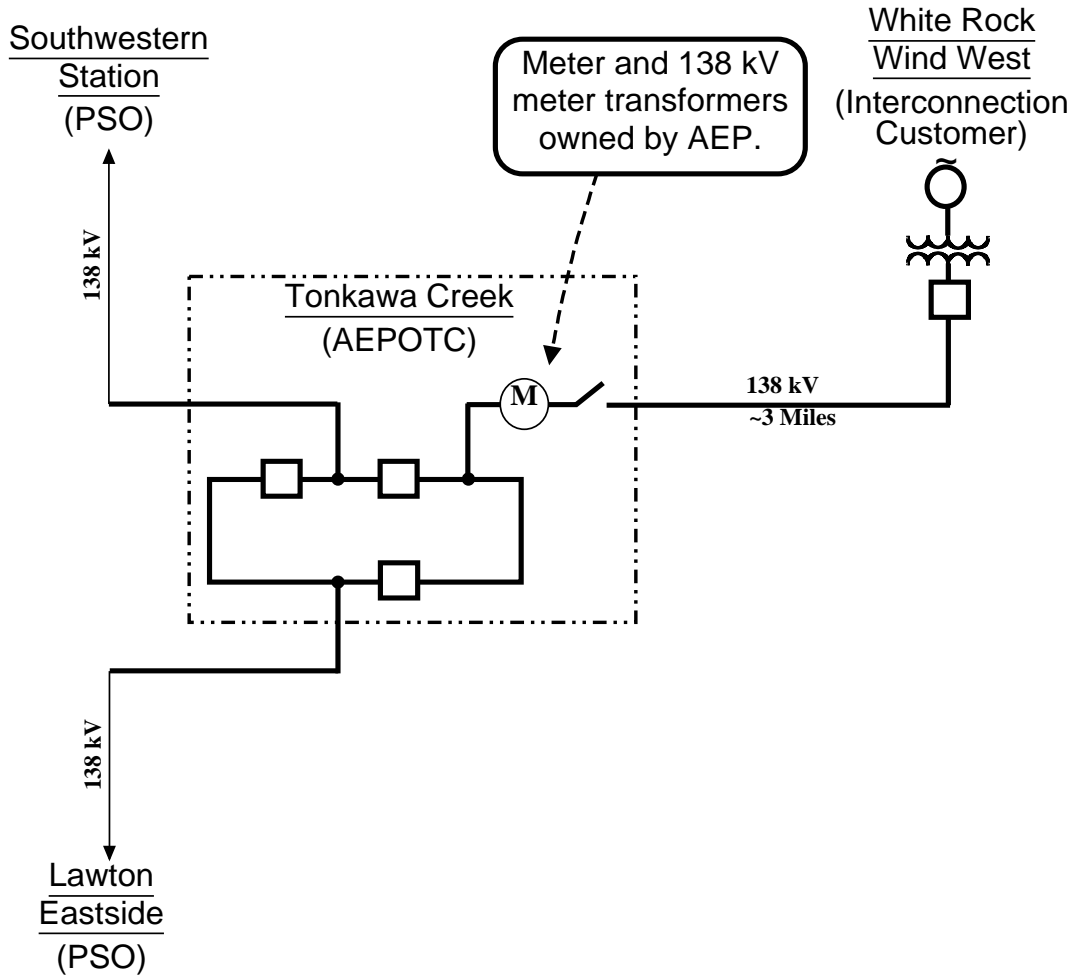 Southwestern
Station
(PSO)
Meter and 138 kV
meter transformers
owned by AEP.
White Rock
Wind West
(Interconnection
Customer)
~
138 kV
Tonkawa Creek
(AEPOTC)
M
138 kV
~3 Miles
138 kV
Lawton
Eastside
(PSO)